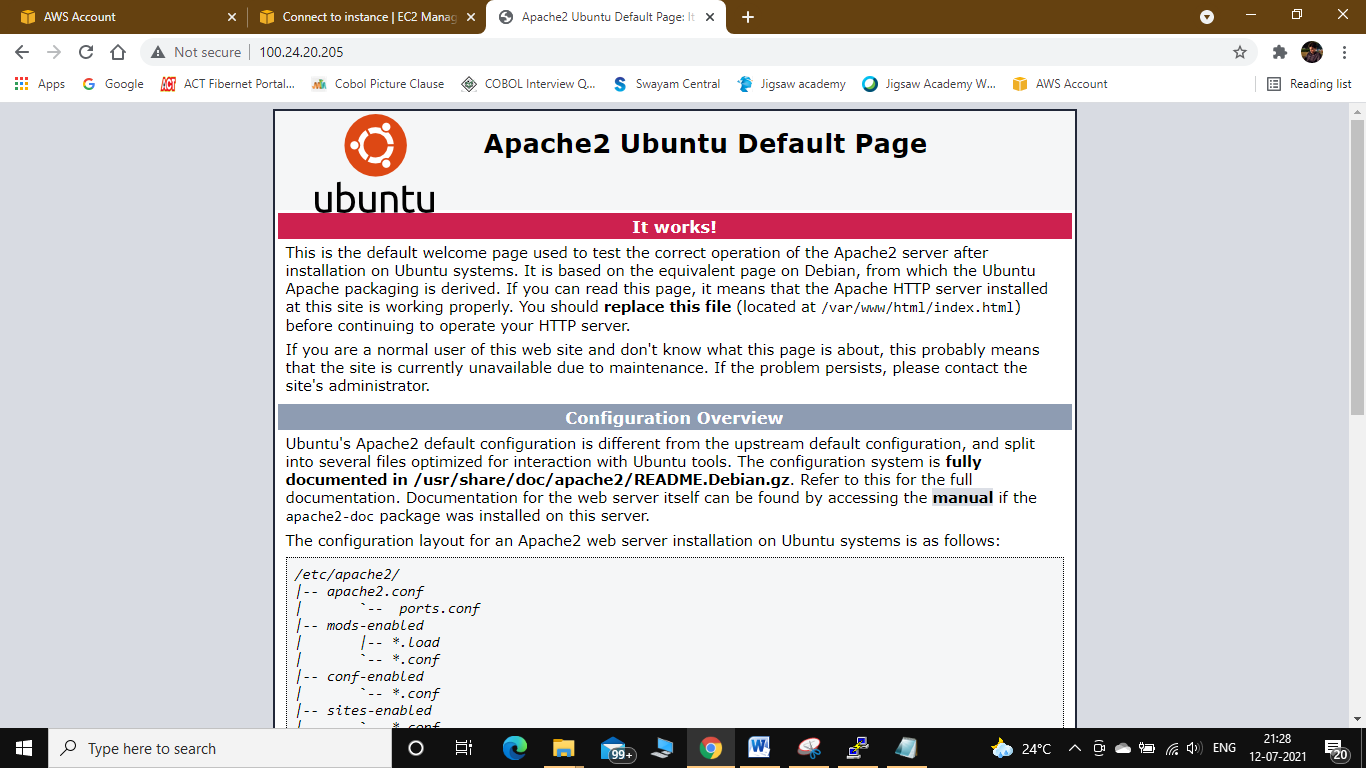 AWS Account
Connect to instance | EC2 Manag
Apache2 Ubuntu Default Page: It
Not secure
100.24.20.205
Apps
Google
ACT Fibernet Portal...
Cobol Picture Clause
COBOL Interview Q...
Swayam Central
Jigsaw academy
Jigsaw Academy W...
AWS Account
Reading list
ubuntu
Apache2 Ubuntu Default Page
It works!
This is the default welcome page used to test the correct operation of the Apache2 server after
installation on Ubuntu systems. It is based on the equivalent page on Debian, from which the Ubuntu
Apache packaging is derived. If you can read this page, it means that the Apache HTTP server installed
at this site is working properly. You should replace this file (located at /var/www/html/index.html)
before continuing to operate your HTTP server.
If you are a normal user of this web site and don't know what this page is about, this probably means
that the site is currently unavailable due to maintenance. If the problem persists, please contact the
site's administrator.
Configuration Overview
Ubuntu's Apache2 default configuration is different from the upstream default configuration, and split
into several files optimized for interaction with Ubuntu tools. The configuration system is fully
documented in /usr/share/doc/apache2/README.Debian.gz. Refer to this for the full
documentation. Documentation for the web server itself can be found by accessing the manual if the
apache2-doc package was installed on this server.
The configuration layout for an Apache2 web server installation on Ubuntu systems is as follows:
/etc/apache2/
|-- apache2.conf
|       `--  ports.conf
|-- mods-enabled
|       |-- *.load
|       `-- *.conf
|-- conf-enabled
|       `-- *.conf
|-- sites-enabled
|       `-- *.conf
Type here to search
99+
24°C
ENG
21:28
12-07-2021
20